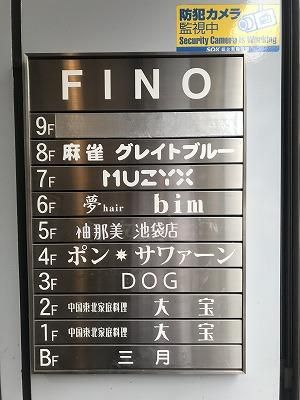 防犯カメラ
監視中
Security Camera is Working
FINO
9F
8F 麻雀 グレイトブルー
7F MUZYX
6F 夢hair bim
5F 袖那美 池袋店
4F ポン✷サワァーン
3F DOG
2F 中国東北家庭料理 大宝
1F 中国東北家庭料理 大宝
BF 三月